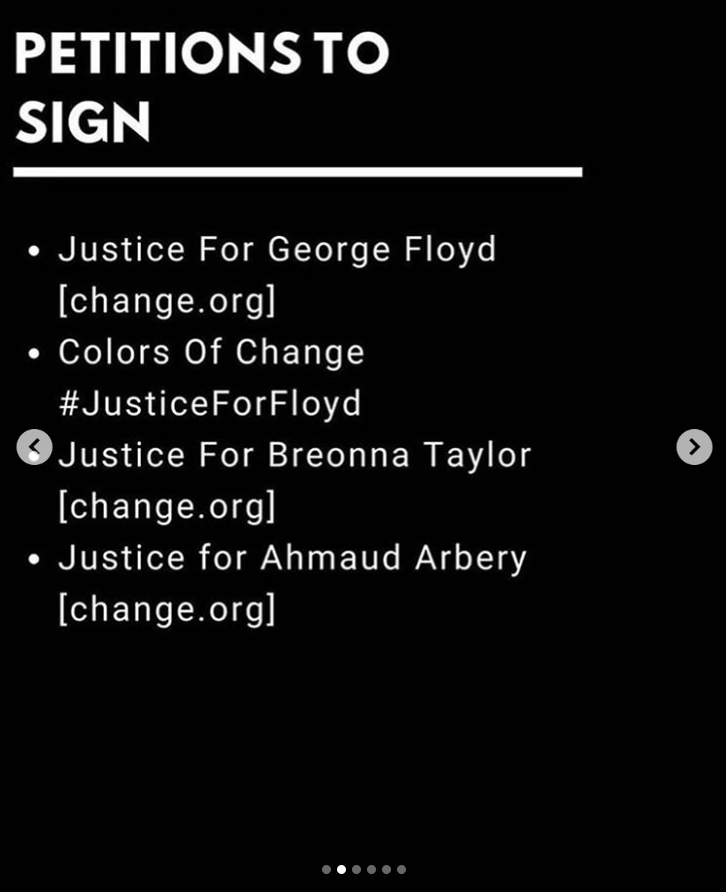 PETITIONS TO
SIGN
• Justice For George Floyd
[change.org]
• Colors Of Change
#JusticeForFloyd
• Justice For Breonna Taylor
[change.org]
• Justice for Ahmaud Arbery
[change.org]